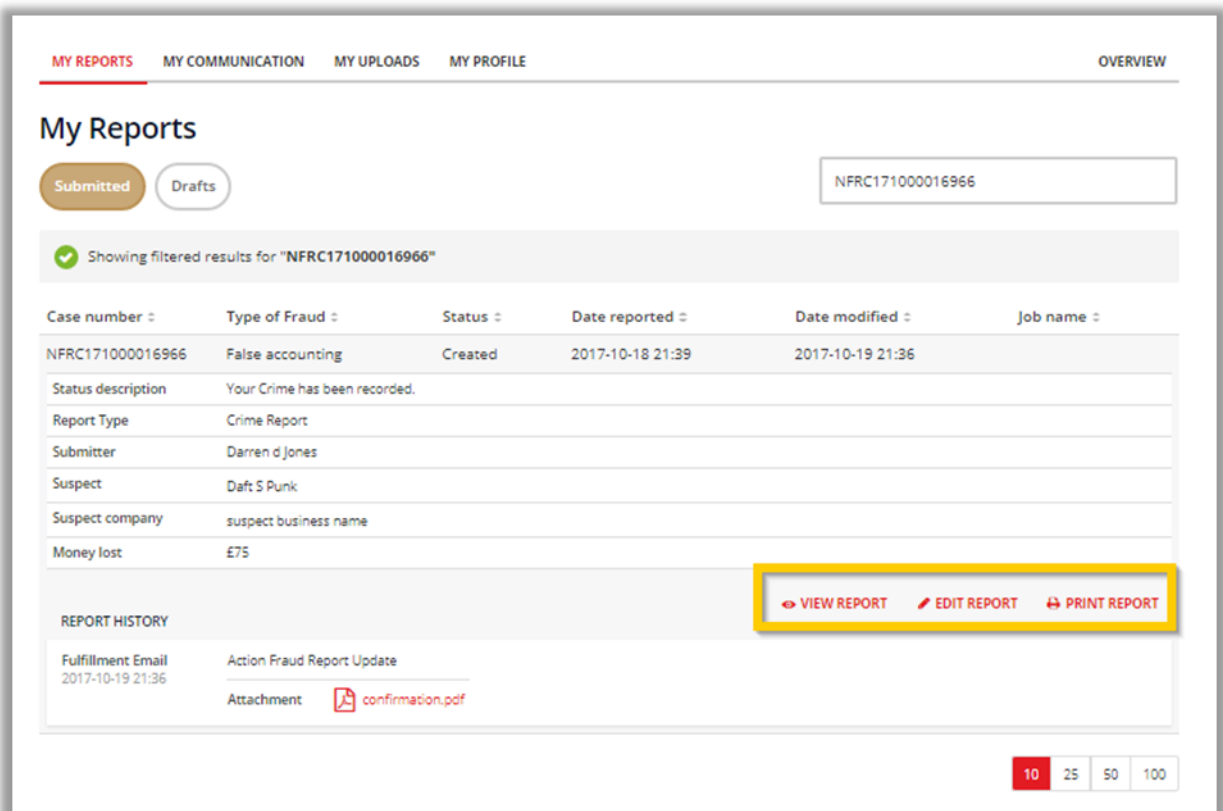 MY REPORTS MY COMMUNICATION MY UPLOADS MY PROFILE OVERVIEW
My Reports
Submitted Drafts NFRC171000016966
Showing filtered results for "NFRC171000016966"
Case number Type of Fraud Status Date reported Date modified Job name
NFRC171000016966 False accounting Created 2017-10-18 21:39 2017-10-19 21:36
Status description Your Crime has been recorded.
Report Type Crime Report
Submitter Darren d Jones
Suspect Daft S Punk
Suspect company suspect business name
Money lost £75
VIEW REPORT EDIT REPORT PRINT REPORT
REPORT HISTORY
Fulfillment Email Action Fraud Report Update
2017-10-19 21:36
Attachment confirmation.pdf
10 25 50 100